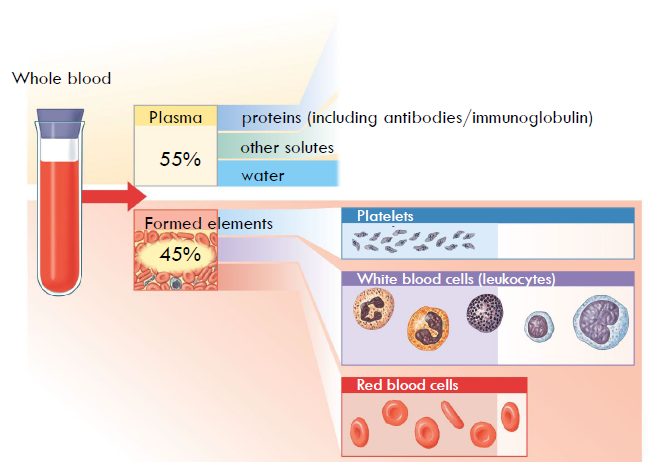 Whole blood
Plasma
55%
proteins (including antibodies/immunoglobulin)
other solutes
water
Formed elements
45%
Platelets
White blood cells (leukocytes)
Red blood cells